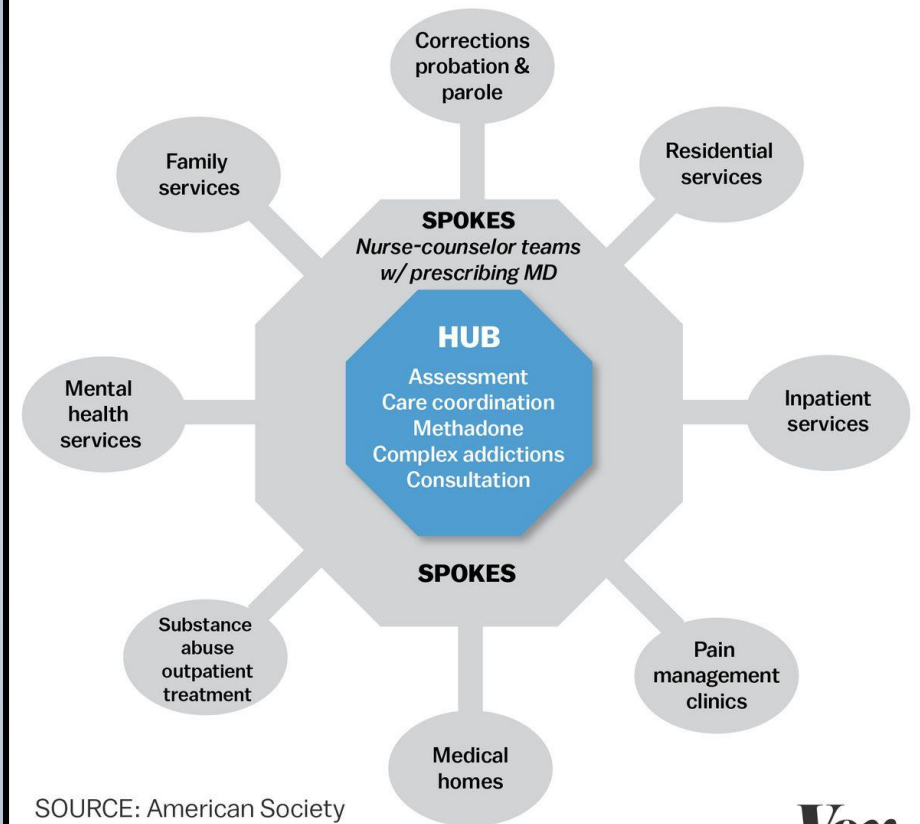 Corrections
probation &
parole
Family
services
Residential
services
SPOKES
Nurse-counselor teams
w/ prescribing MD
HUB
Assessment
Care coordination
Methadone
Complex addictions
Consultation
Mental
health
services
Inpatient
services
SPOKES
Substance
abuse
outpatient
treatment
Pain
management
clinics
Medical
homes
SOURCE: American Society